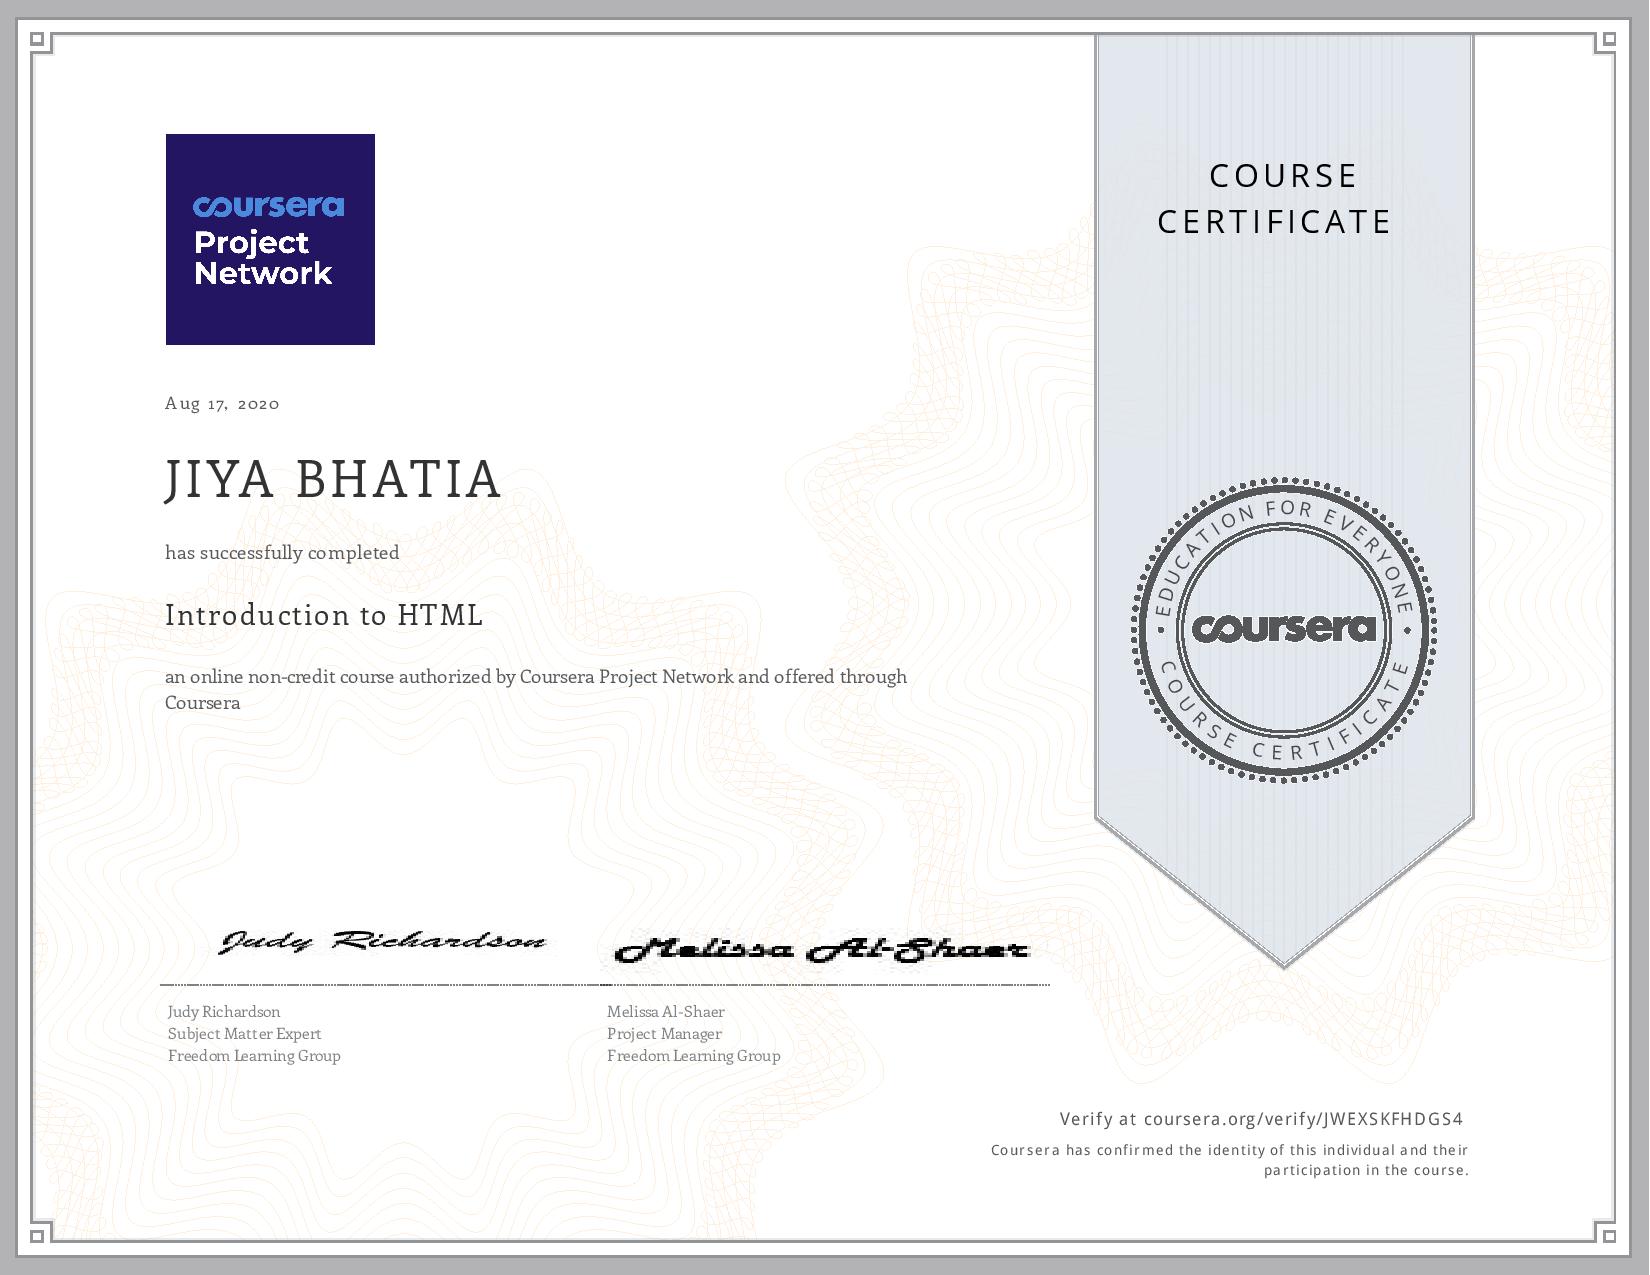 coursera
Project
Network
COURSE
CERTIFICATE
Aug 17, 2020
JIYA BHATIA
has successfully completed
Introduction to HTML
an online non-credit course authorized by Coursera Project Network and offered through
Coursera
EDUCATION FOR EVERYONE
coursera
COURSE CERTIFICATE
Judy Richardson
Melissa Al-Shaer
Judy Richardson
Subject Matter Expert
Freedom Learning Group
Melissa Al-Shaer
Project Manager
Freedom Learning Group
Verify at coursera.org/verify/JWEXSKFHDGS4
Coursera has confirmed the identity of this individual and their
participation in the course.